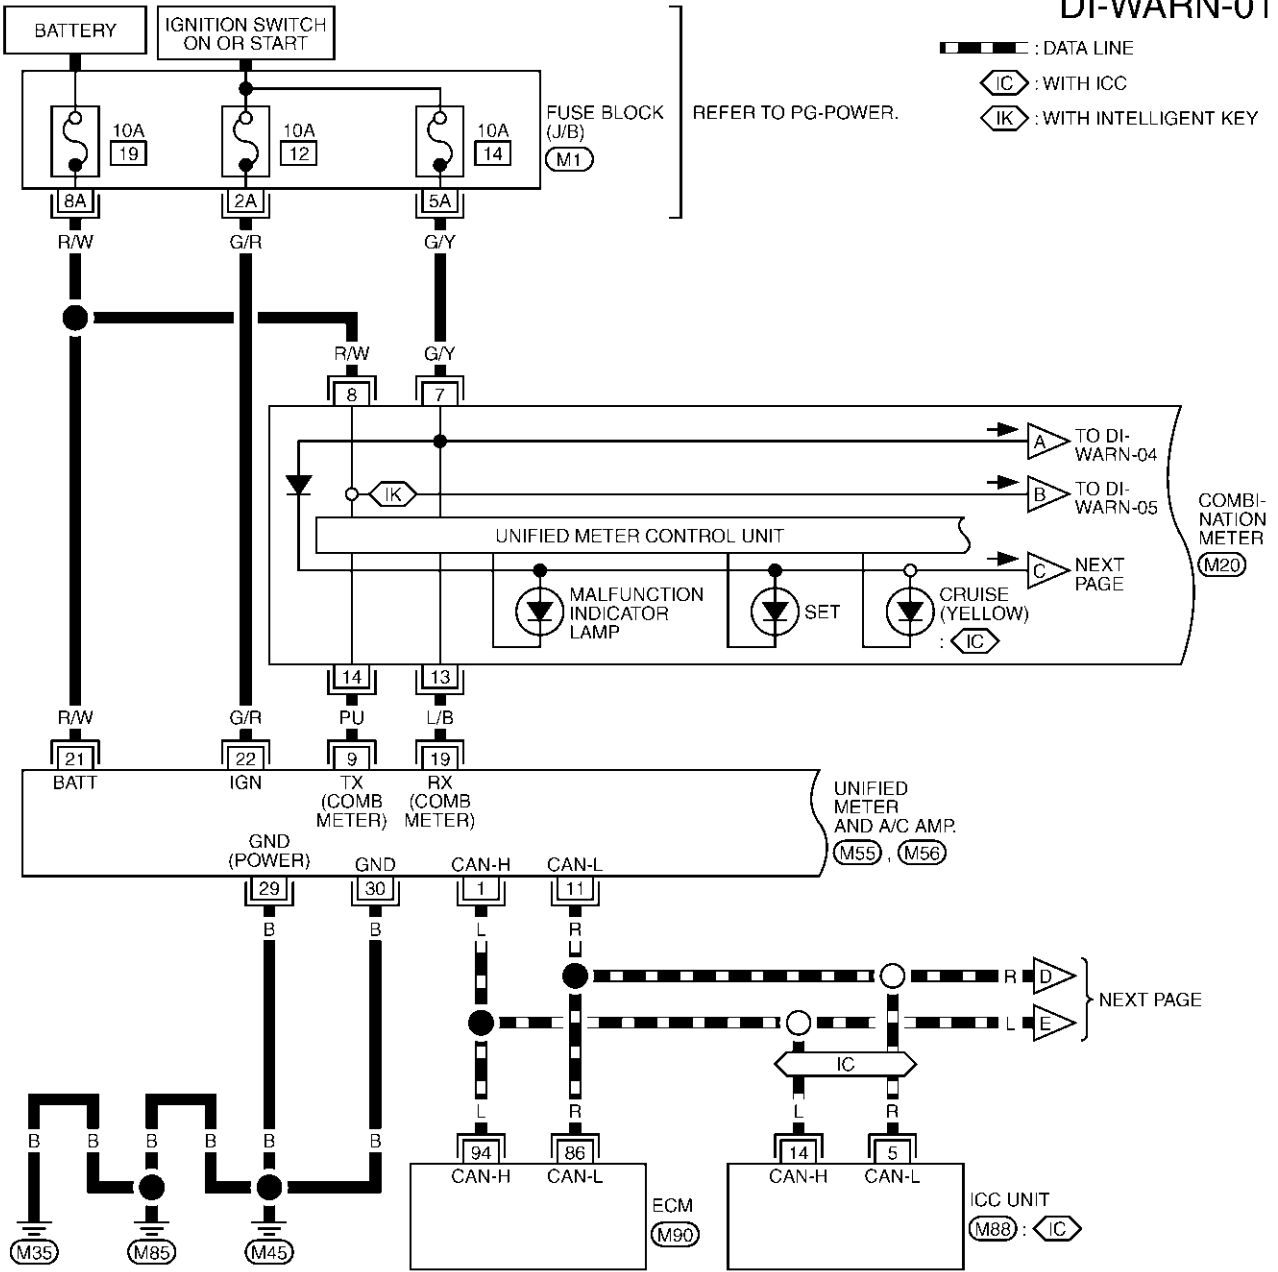 DI-WARN-01
BATTERY
IGNITION SWITCH
ON OR START
: DATA LINE
IC : WITH ICC
IK : WITH INTELLIGENT KEY
10A
19
10A
12
10A
14
FUSE BLOCK
(J/B)
M1
REFER TO PG-POWER.
8A
2A
5A
R/W
G/R
G/Y
R/W
G/Y
8
7
A
TO DI-
WARN-04
IK
B
TO DI-
WARN-05
UNIFIED METER CONTROL UNIT
C
NEXT
PAGE
COMBI-
NATION
METER
M20
MALFUNCTION
INDICATOR
LAMP
SET
CRUISE
(YELLOW)
: IC
14
13
R/W
G/R
PU
L/B
21
22
9
19
BATT
IGN
TX
(COMB
METER)
RX
(COMB
METER)
UNIFIED
METER
AND A/C AMP.
M55 , M56
GND
(POWER)
GND
CAN-H
CAN-L
29
30
1
11
B
B
L
R
R
D
L
E
NEXT PAGE
IC
L
R
L
R
B
B
B
B
B
B
94
86
14
5
CAN-H
CAN-L
CAN-H
CAN-L
ECM
M90
ICC UNIT
M88 : IC
M35
M85
M45